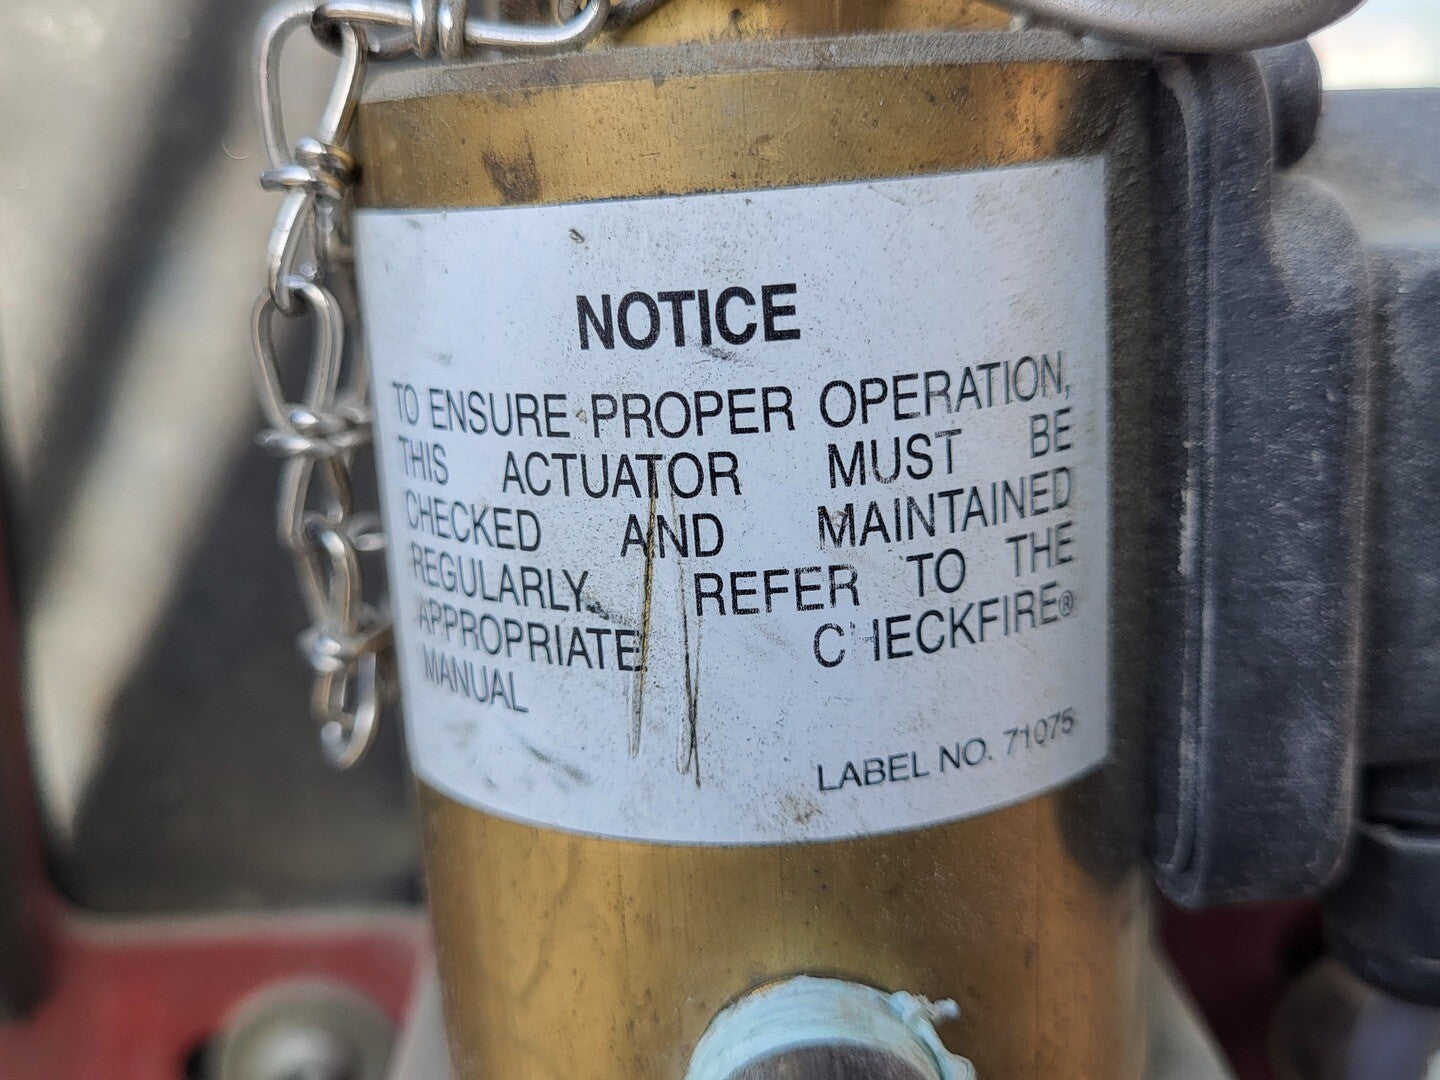 NOTICE
TO ENSURE PROPER OPERATION,
THIS ACTUATOR MUST BE
CHECKED AND MAINTAINED
REGULARLY. REFER TO THE
APPROPRIATE CHECKFIRE®
MANUAL
LABEL NO. 71075